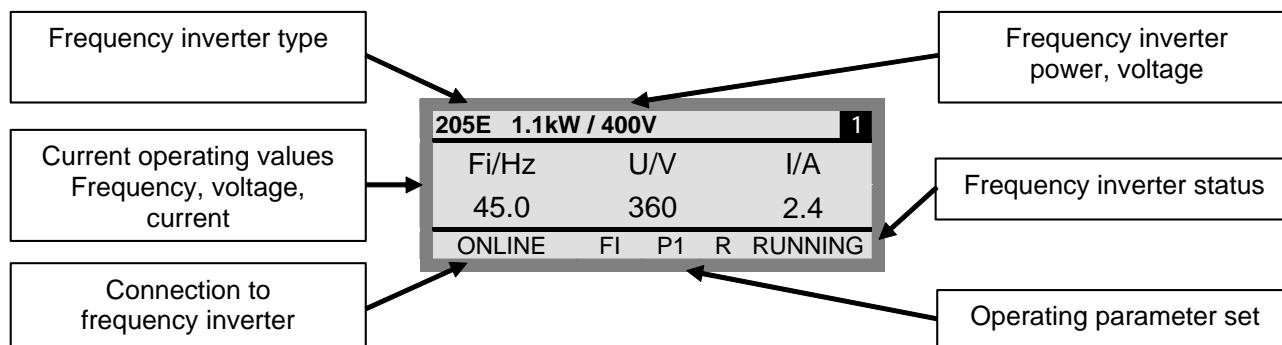 Frequency inverter type
Frequency inverter
power, voltage
205E 1.1kW / 400V 1
Fi/Hz U/V I/A
45.0 360 2.4
ONLINE FI P1 R RUNNING
Current operating values
Frequency, voltage,
current
Frequency inverter status
Connection to
frequency inverter
Operating parameter set